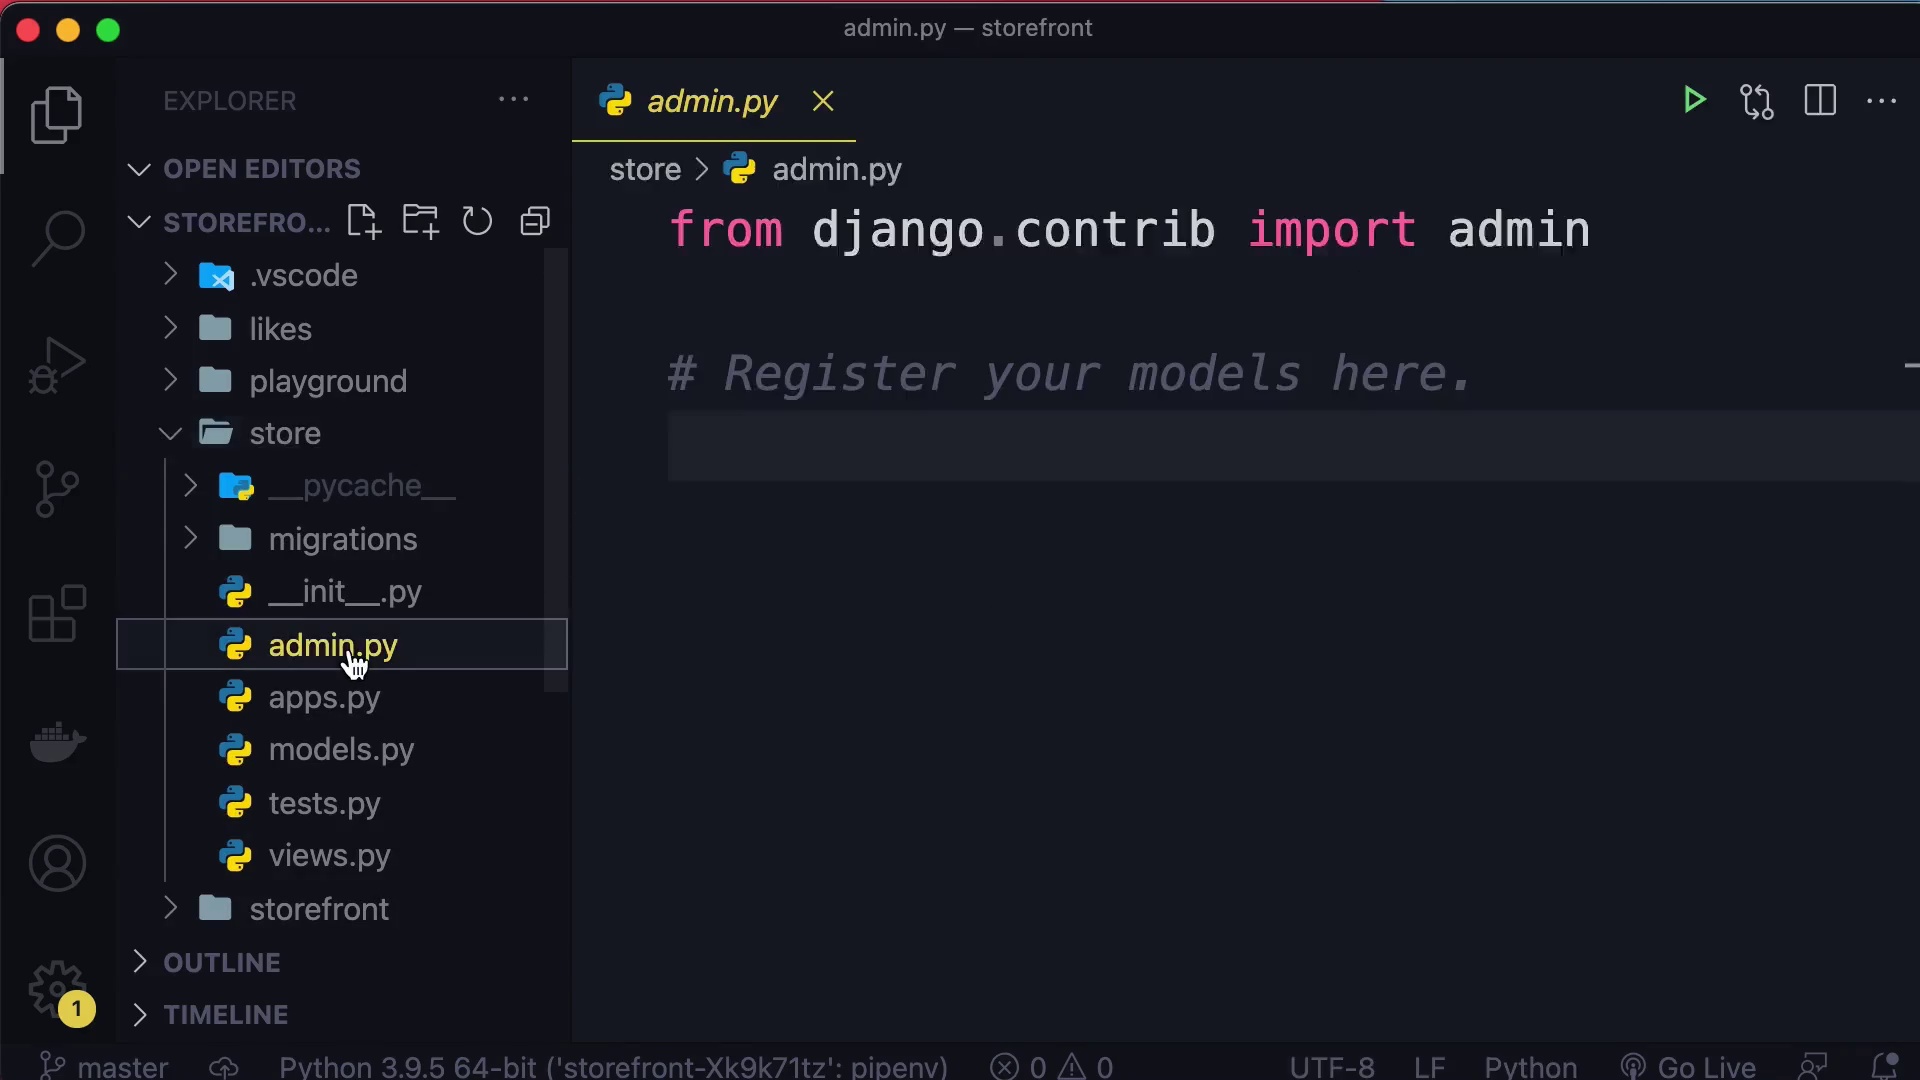 admin.py — storefront
EXPLORER
OPEN EDITORS
STOREFRO...
.vscode
likes
playground
store
__pycache__
migrations
__init__.py
admin.py
apps.py
models.py
tests.py
views.py
storefront
OUTLINE
TIMELINE
1
admin.py
store > admin.py
from django.contrib import admin
# Register your models here.
master
Python 3.9.5 64-bit ('storefront-Xk9k71tz': pipenv)
0
0
UTF-8
LF
Python
Go Live